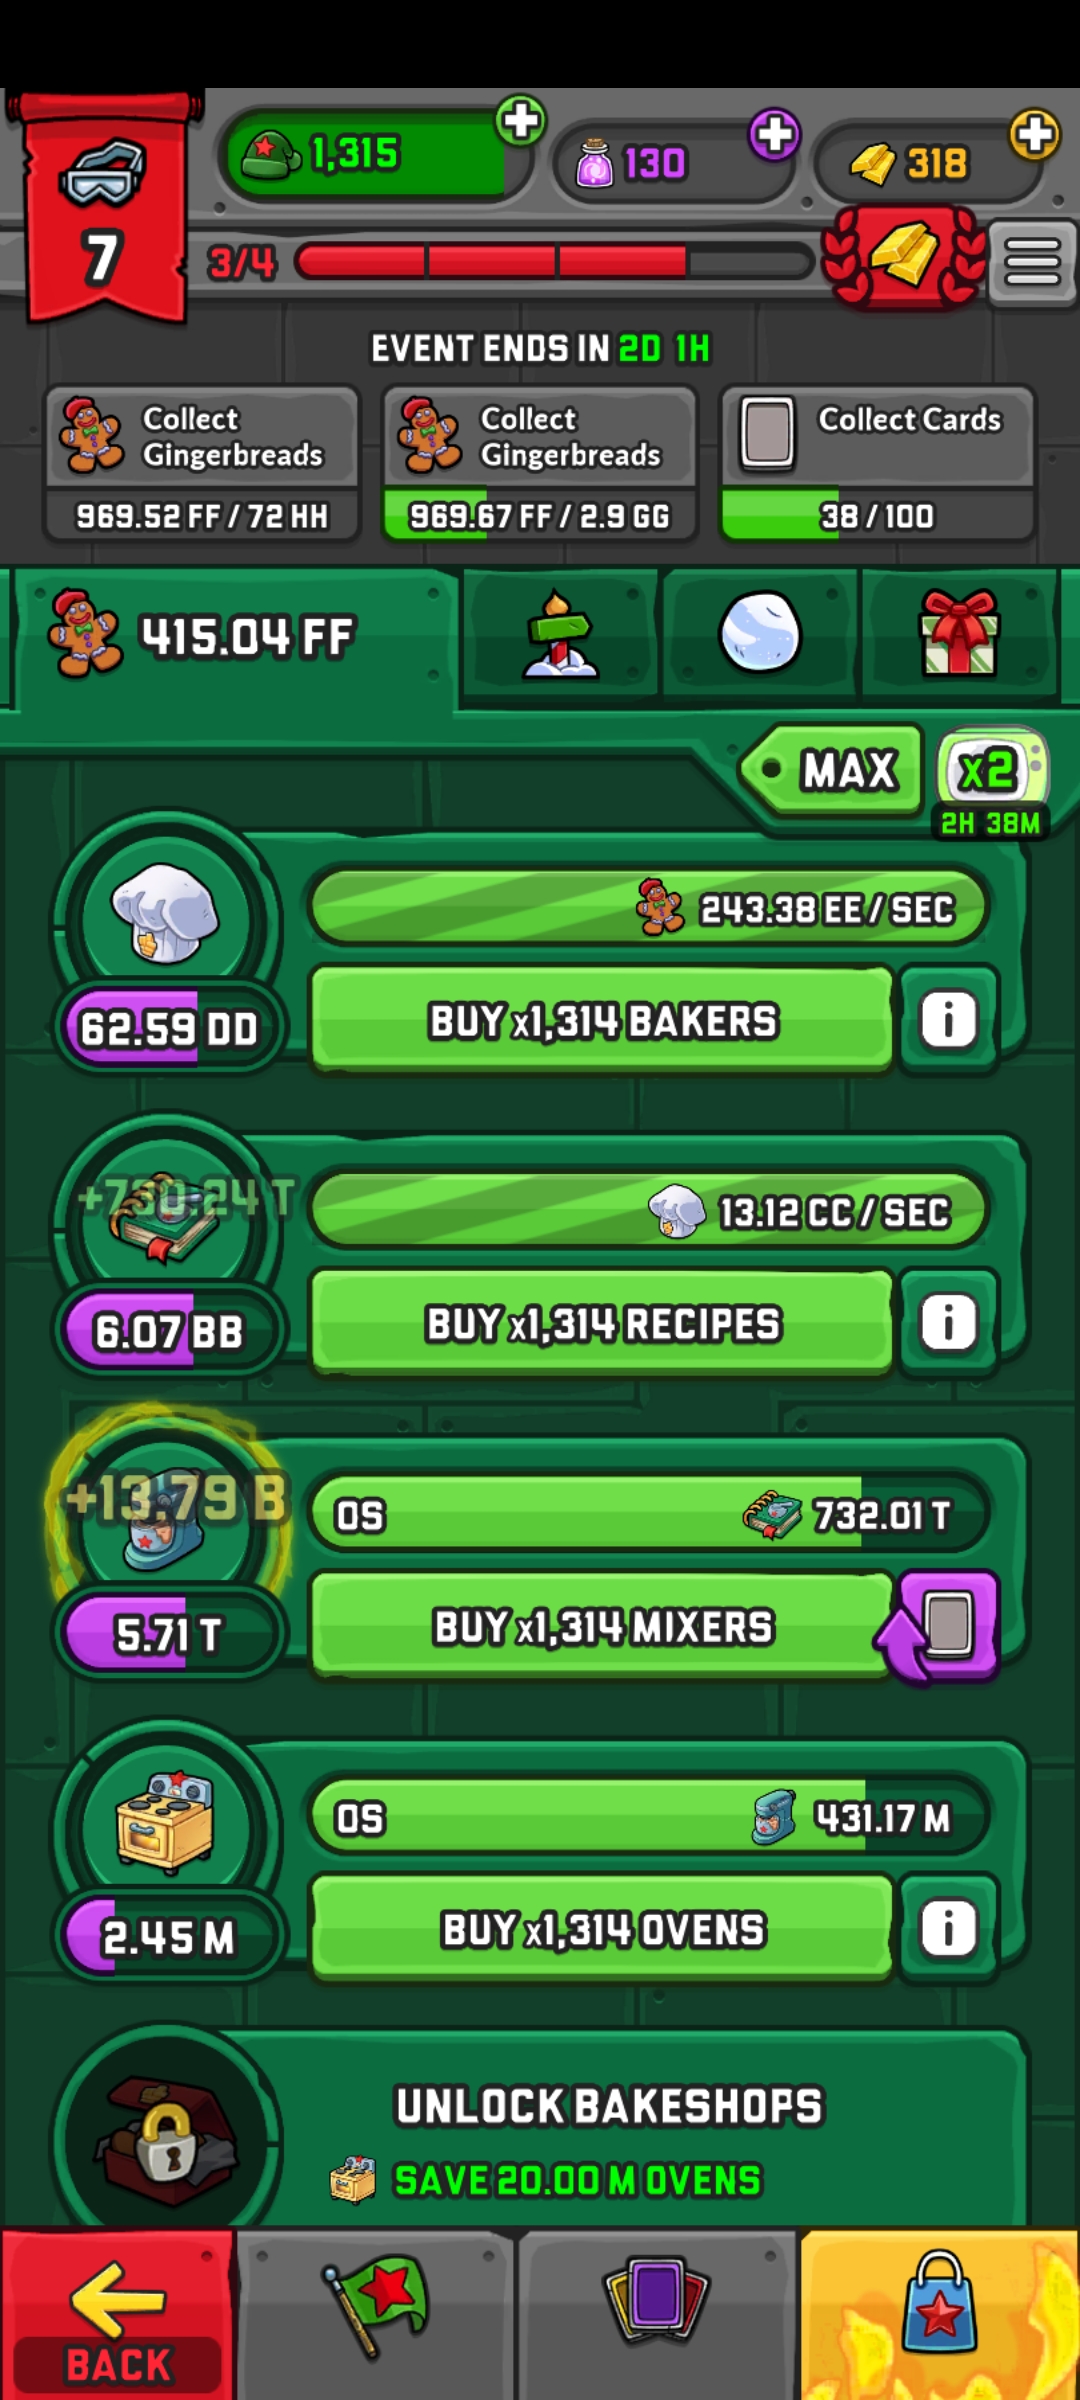 1,315
130
318
7
3/4
EVENT ENDS IN 2D 1H
Collect Gingerbreads
969.52 FF / 72 HH
Collect Gingerbreads
969.67 FF / 2.9 GG
Collect Cards
38 / 100
415.04 FF
MAX
x2
2H 38M
243.38 EE / SEC
62.59 DD
BUY x1,314 BAKERS
i
+730.24 T
13.12 CC / SEC
6.07 BB
BUY x1,314 RECIPES
i
+13.79 B
0S
732.01 T
5.71 T
BUY x1,314 MIXERS
0S
431.17 M
2.45 M
BUY x1,314 OVENS
i
UNLOCK BAKESHOPS
SAVE 20.00 M OVENS
BACK